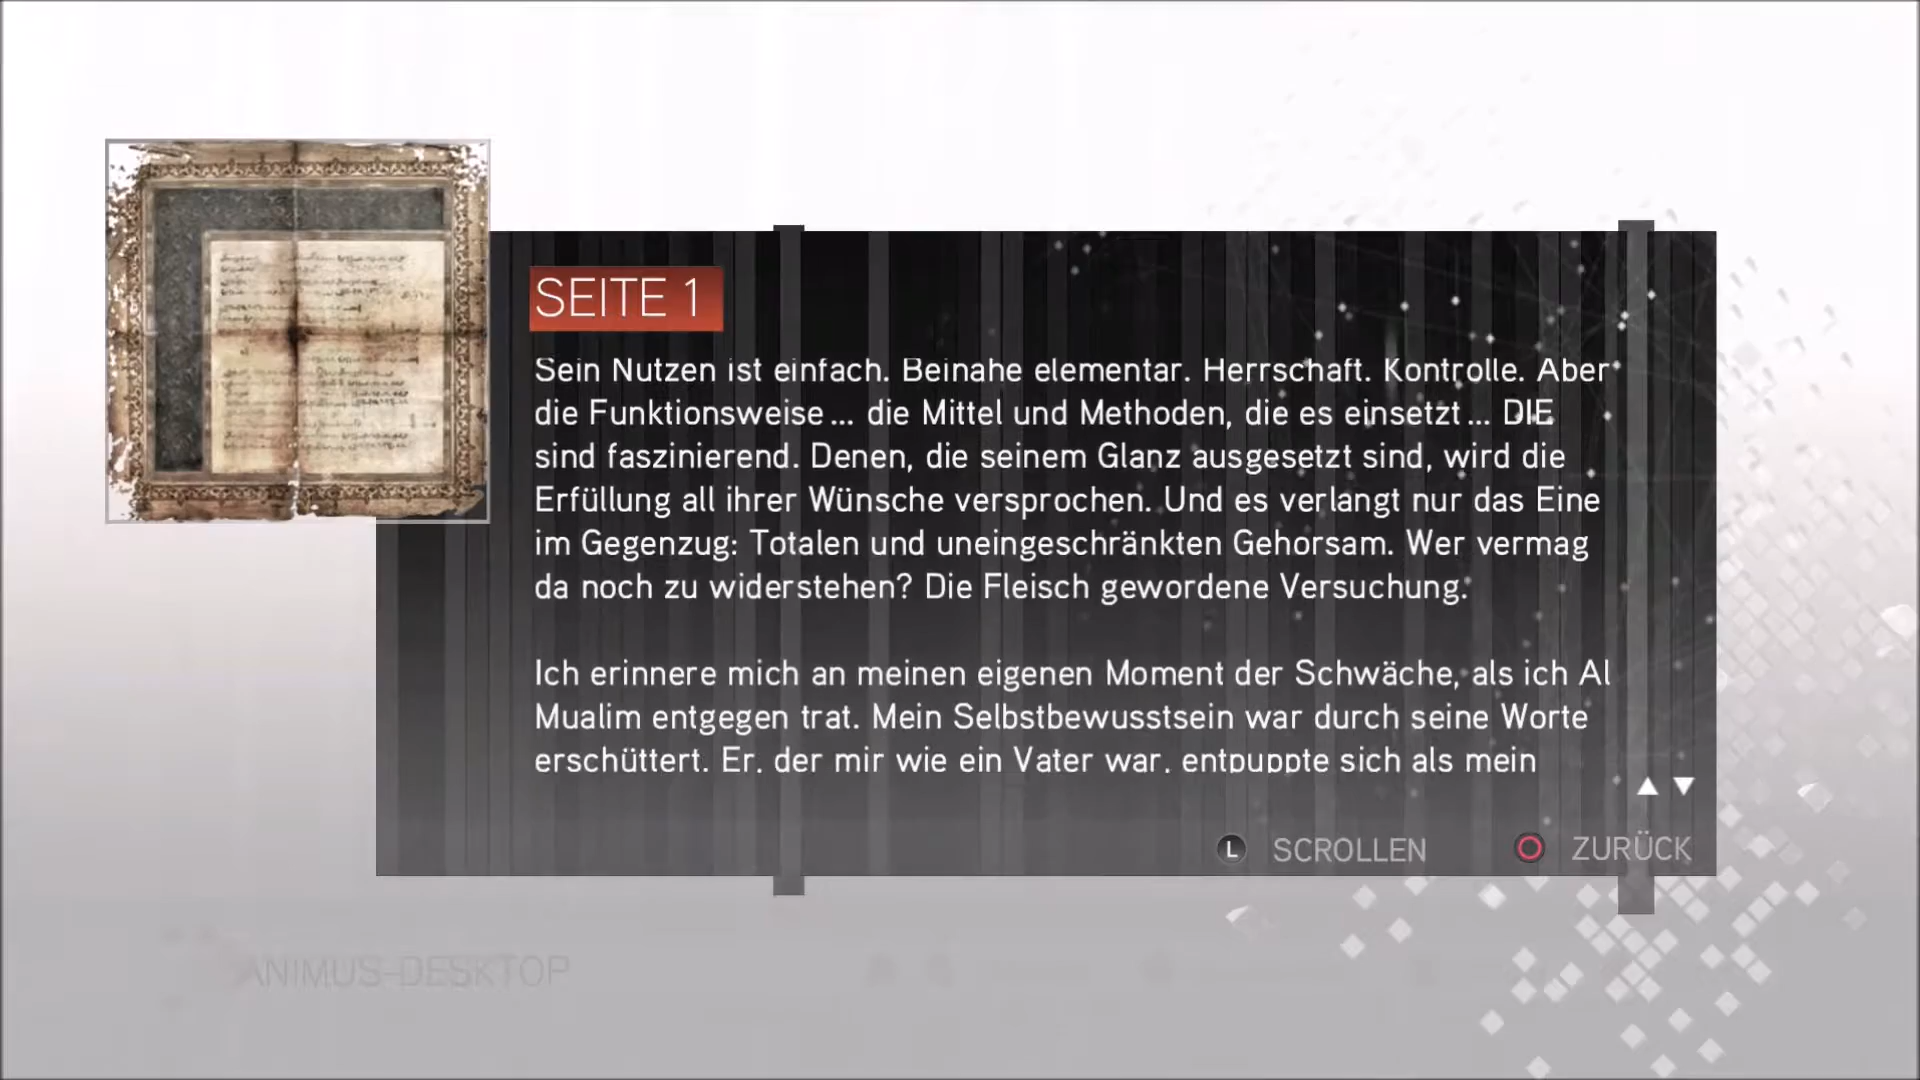 SEITE 1
Sein Nutzen ist einfach. Beinahe elementar. Herrschaft. Kontrolle. Aber
die Funktionsweise... die Mittel und Methoden, die es einsetzt... DIE
sind faszinierend. Denen, die seinem Glanz ausgesetzt sind, wird die
Erfüllung all ihrer Wünsche versprochen. Und es verlangt nur das Eine
im Gegenzug: Totalen und uneingeschränkten Gehorsam. Wer vermag
da noch zu widerstehen? Die Fleisch gewordene Versuchung.
Ich erinnere mich an meinen eigenen Moment der Schwäche, als ich Al
Mualim entgegen trat. Mein Selbstbewusstsein war durch seine Worte
erschüttert. Er, der mir wie ein Vater war, entpuppte sich als mein
L SCROLLEN ZURÜCK
ANIMUS-DESKTOP